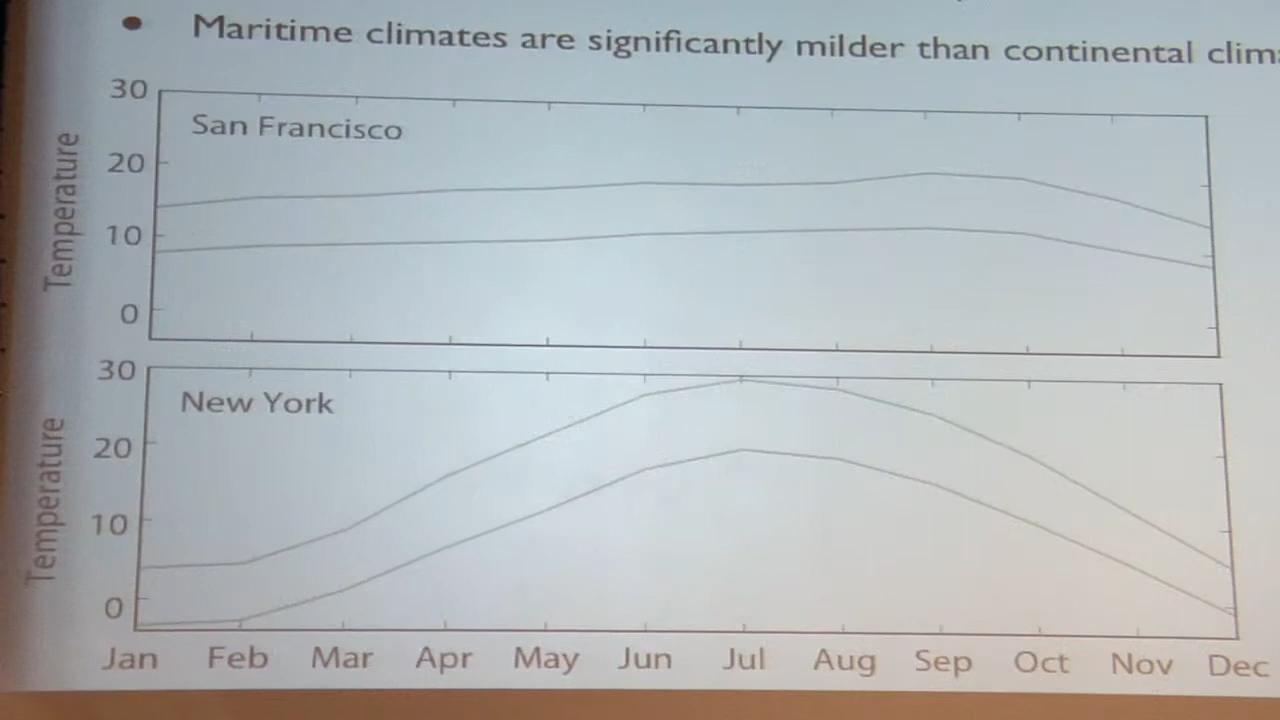 • Maritime climates are significantly milder than continental
30
San Francisco
20
10
0
Temperature
30
New York
20
10
0
Temperature
Jan Feb Mar Apr May Jun Jul Aug Sep Oct Nov Dec